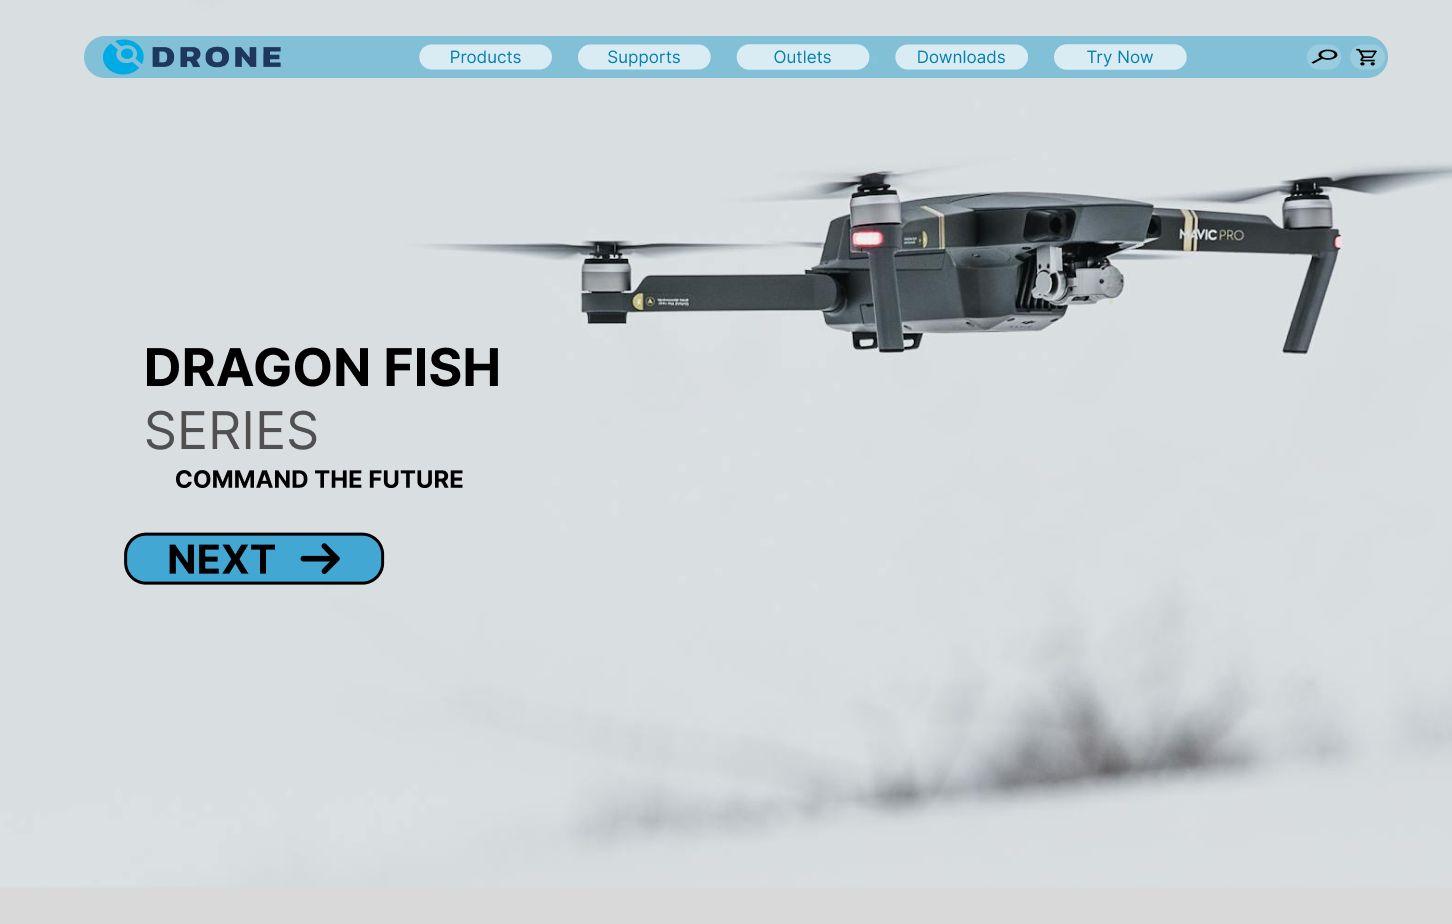 DRONE
Products
Supports
Outlets
Downloads
Try Now
MAVIC PRO
DRAGON FISH
SERIES
COMMAND THE FUTURE
NEXT